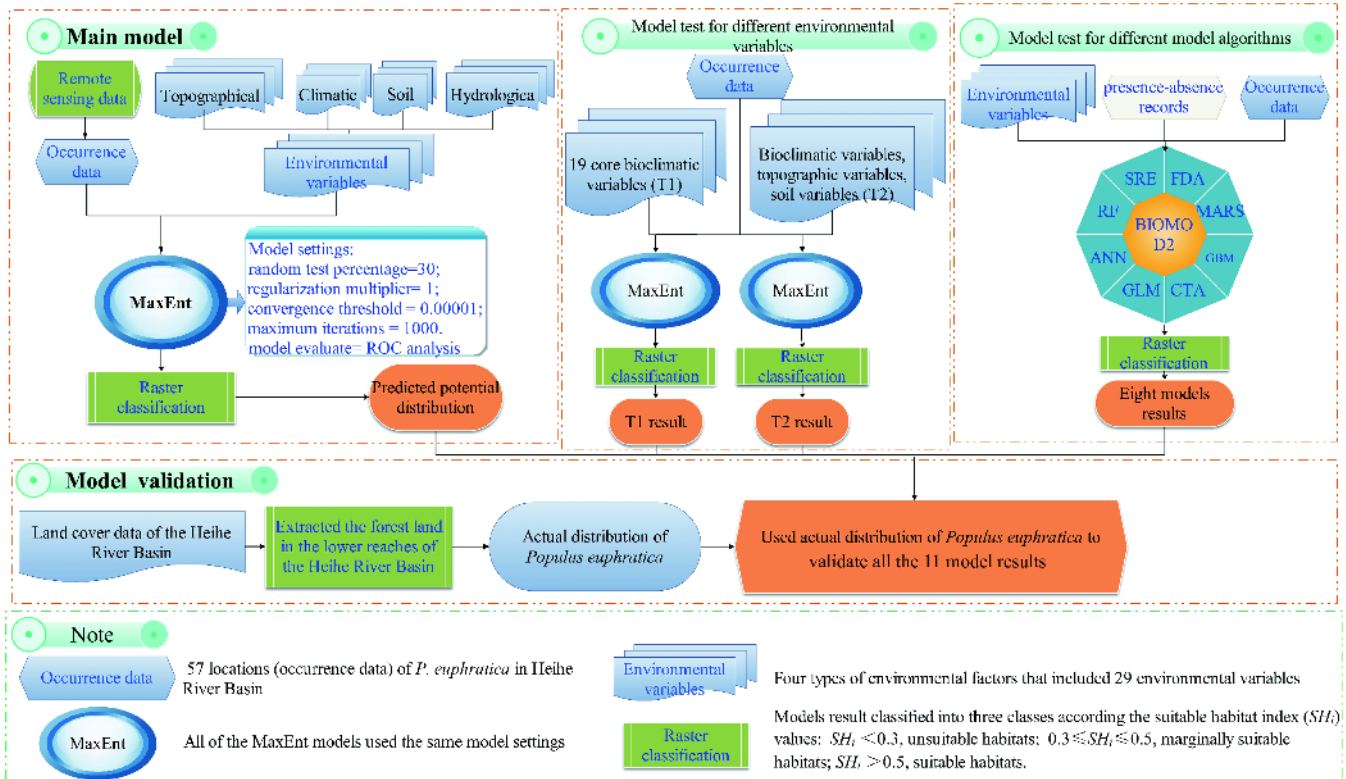 Main model
Remote
sensing data
Topographical
Climatic
Soil
Hydrologica
Occurrence
data
Environmental
variables
MaxEnt
Model settings:
random test percentage=30;
regularization multiplier= 1;
convergence threshold = 0.00001;
maximum iterations = 1000.
model evaluate= ROC analysis
Raster
classification
Predicted potential
distribution
Model test for different environmental
variables
Occurrence
data
19 core bioclimatic
variables (T1)
Bioclimatic variables,
topographic variables,
soil variables (T2)
MaxEnt
MaxEnt
Raster
classification
Raster
classification
T1 result
T2 result
Model test for different model algorithms
Environmental
variables
presence-absence
records
Occurrence
data
SRE
FDA
RF
MARS
BIOMO
D2
ANN
GBM
GLM
CTA
Raster
classification
Eight models
results
Model validation
Land cover data of the Heihe
River Basin
Extracted the forest land
in the lower reaches of
the Heihe River Basin
Actual distribution of
Populus euphratica
Used actual distribution of Populus euphratica to
validate all the 11 model results
Note
Occurrence data
57 locations (occurrence data) of P. euphratica in Heihe
River Basin
MaxEnt
All of the MaxEnt models used the same model settings
Environmental
variables
Four types of environmental factors that included 29 environmental variables
Raster
classification
Models result classified into three classes according the suitable habitat index (SHi)
values: SHi <0.3, unsuitable habitats; 0.3≤SHi≤0.5, marginally suitable
habitats; SHi >0.5, suitable habitats.